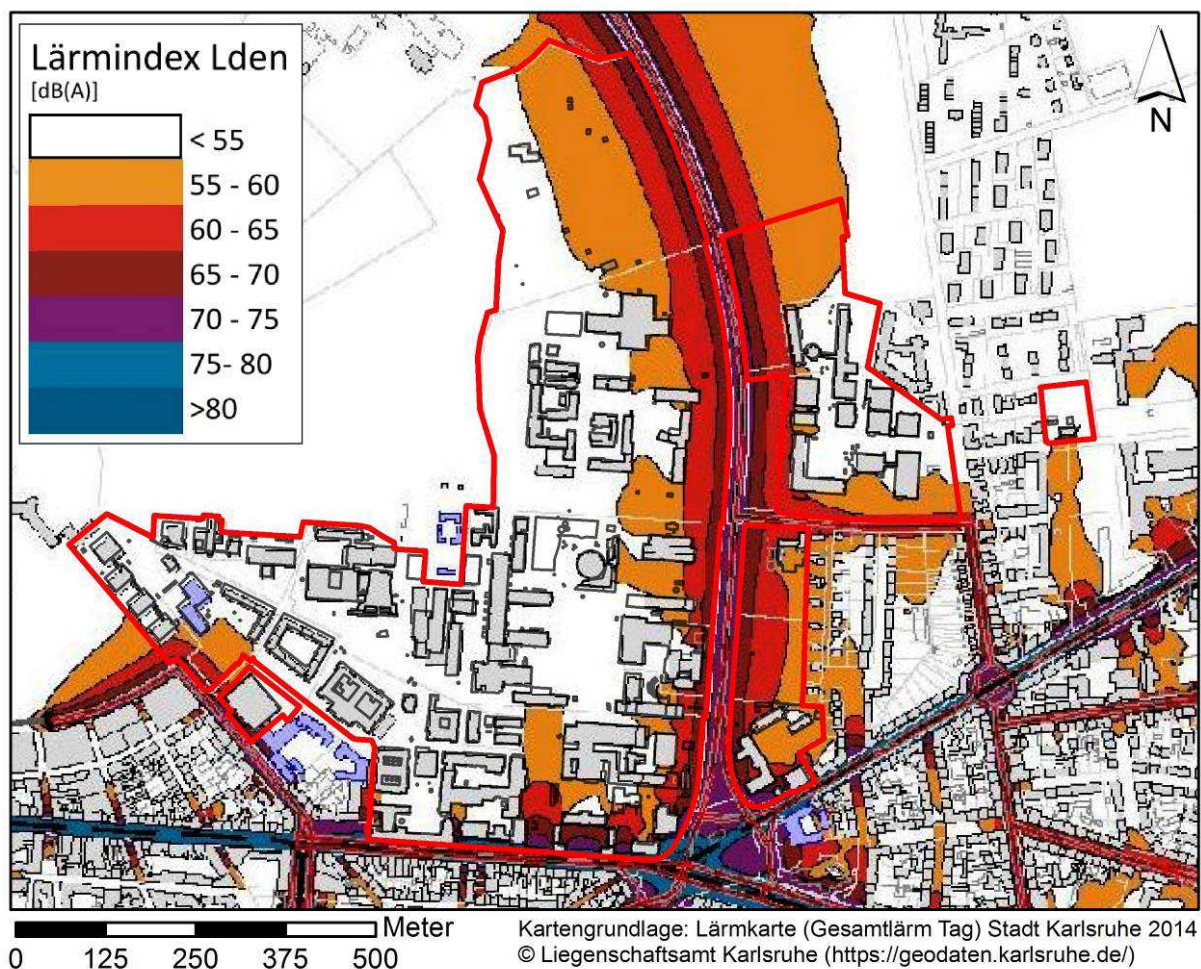 Lärmindex Lden
[dB(A)]
< 55
55 - 60
60 - 65
65 - 70
70 - 75
75- 80
>80
N
Meter
0 125 250 375 500
Kartengrundlage: Lärmkarte (Gesamtlärm Tag) Stadt Karlsruhe 2014
© Liegenschaftsamt Karlsruhe (https://geodaten.karlsruhe.de/)